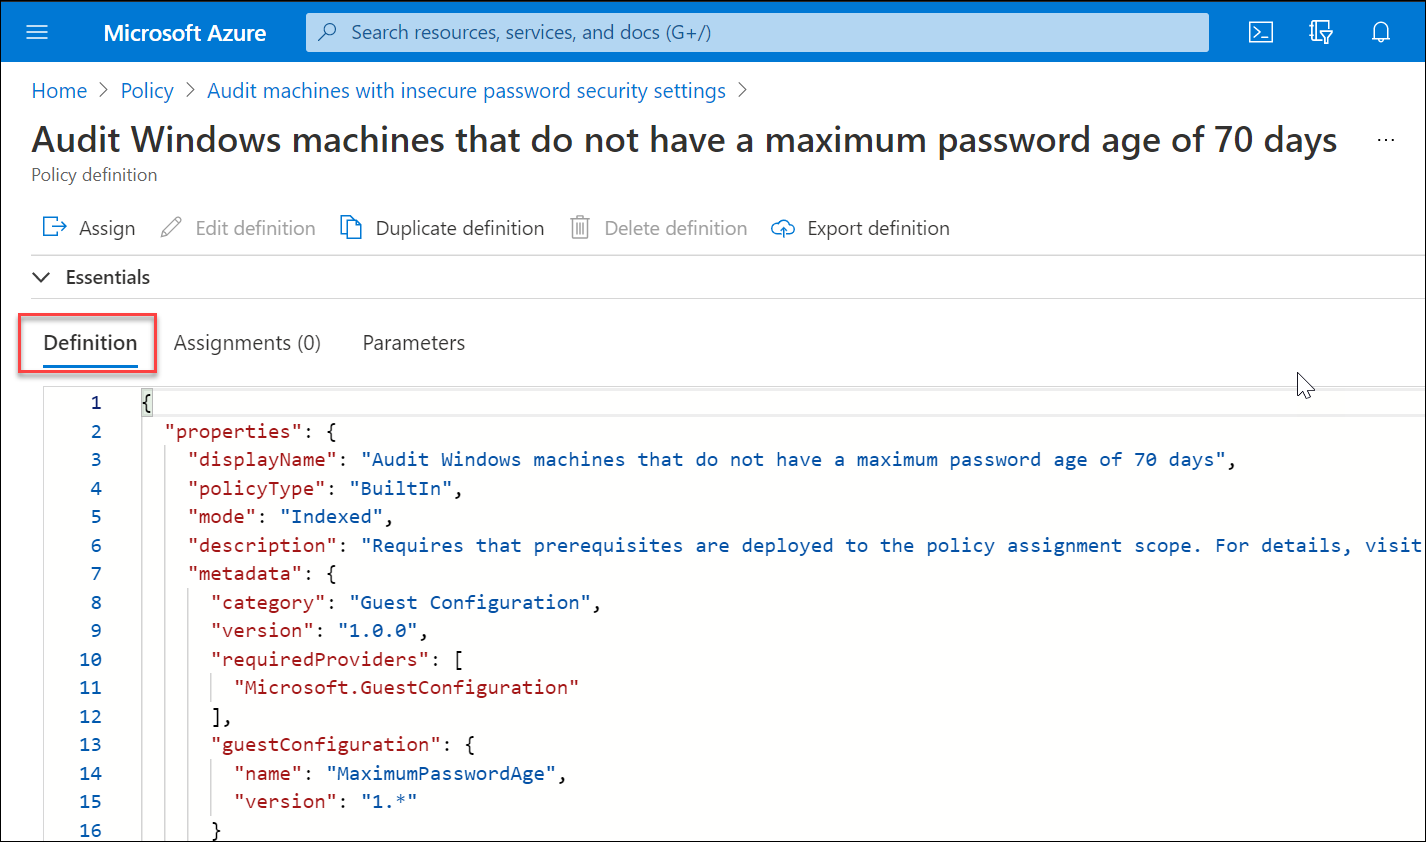 Microsoft Azure
Search resources, services, and docs (G+/)
Home > Policy > Audit machines with insecure password security settings >
Audit Windows machines that do not have a maximum password age of 70 days ...
Policy definition
Assign Edit definition Duplicate definition Delete definition Export definition
Essentials
Definition Assignments (0) Parameters
1 {
2 "properties": {
3 "displayName": "Audit Windows machines that do not have a maximum password age of 70 days",
4 "policyType": "BuiltIn",
5 "mode": "Indexed",
6 "description": "Requires that prerequisites are deployed to the policy assignment scope. For details, visit
7 "metadata": {
8 "category": "Guest Configuration",
9 "version": "1.0.0",
10 "requiredProviders": [
11 "Microsoft.GuestConfiguration"
12 ],
13 "guestConfiguration": {
14 "name": "MaximumPasswordAge",
15 "version": "1.*"
16 }